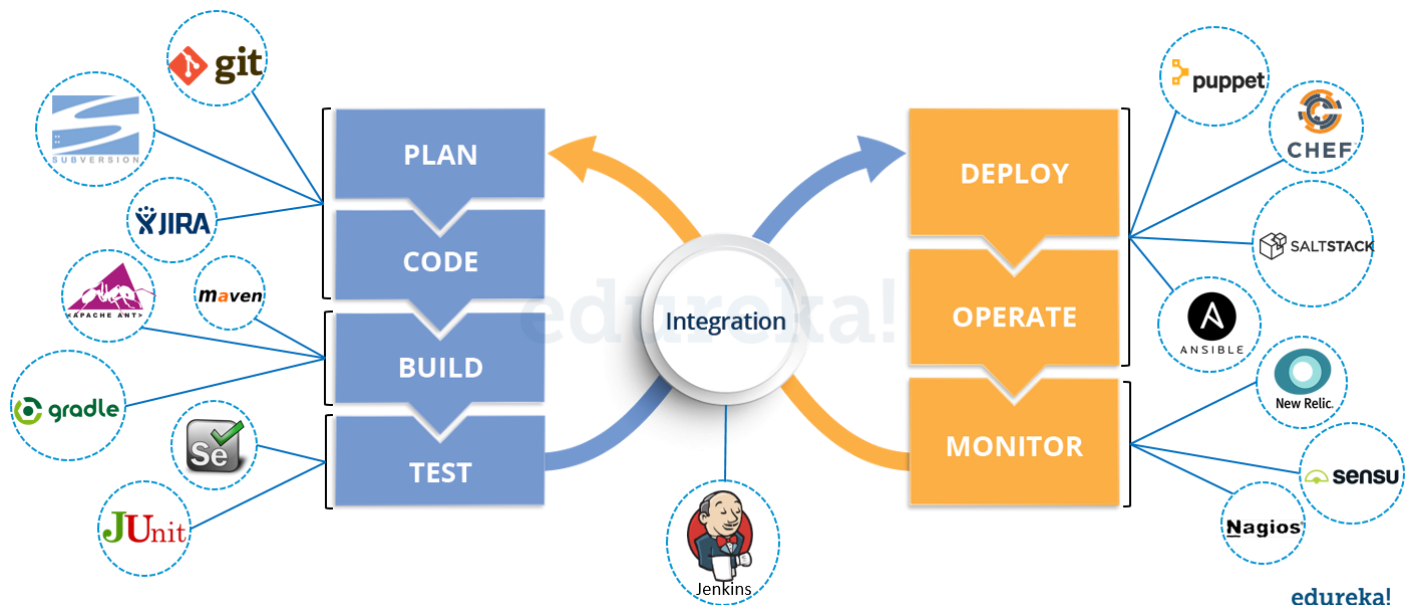 git
SUBVERSION
JIRA
<APACHE ANT>
maven
gradle
Se
JUnit
PLAN
CODE
BUILD
TEST
edureka!
Integration
Jenkins
DEPLOY
OPERATE
MONITOR
puppet
CHEF
SALTSTACK
A
ANSIBLE
New Relic.
sensu
Nagios®
edureka!